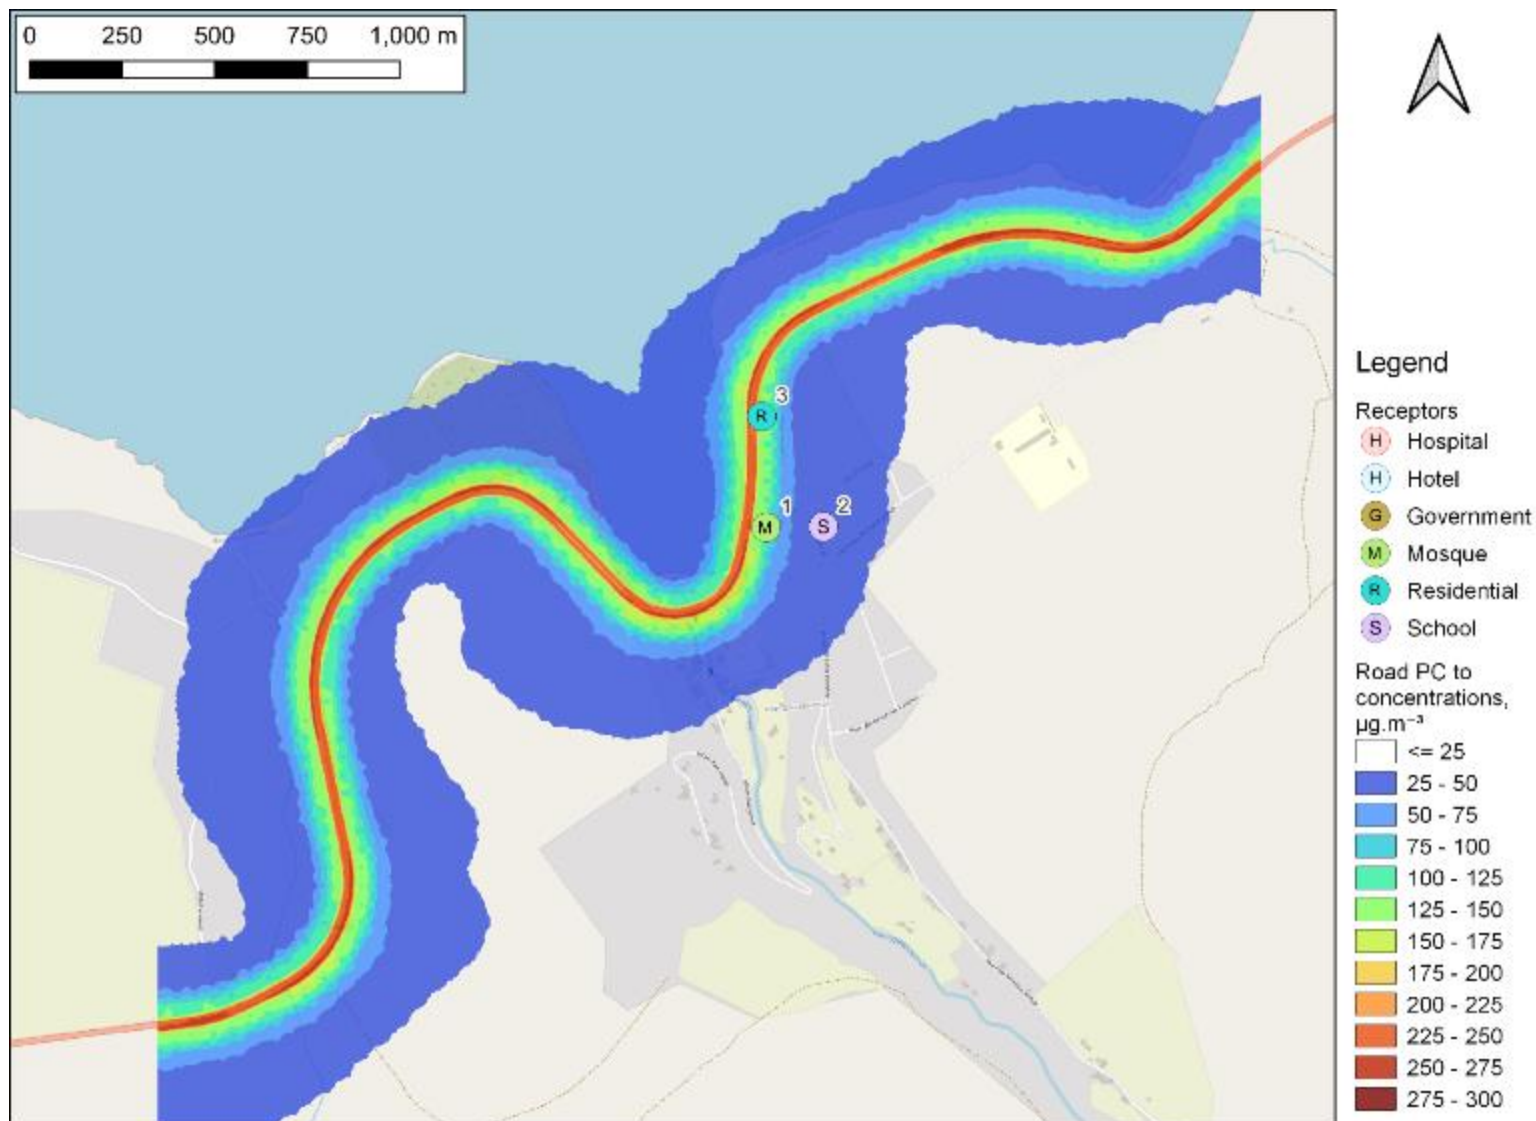 0 250 500 750 1,000 m
3
1
2
R
M
S
Legend
Receptors
H Hospital
H Hotel
G Government
M Mosque
R Residential
S School
Road PC to
concentrations,
µg.m⁻³
<= 25
25 - 50
50 - 75
75 - 100
100 - 125
125 - 150
150 - 175
175 - 200
200 - 225
225 - 250
250 - 275
275 - 300